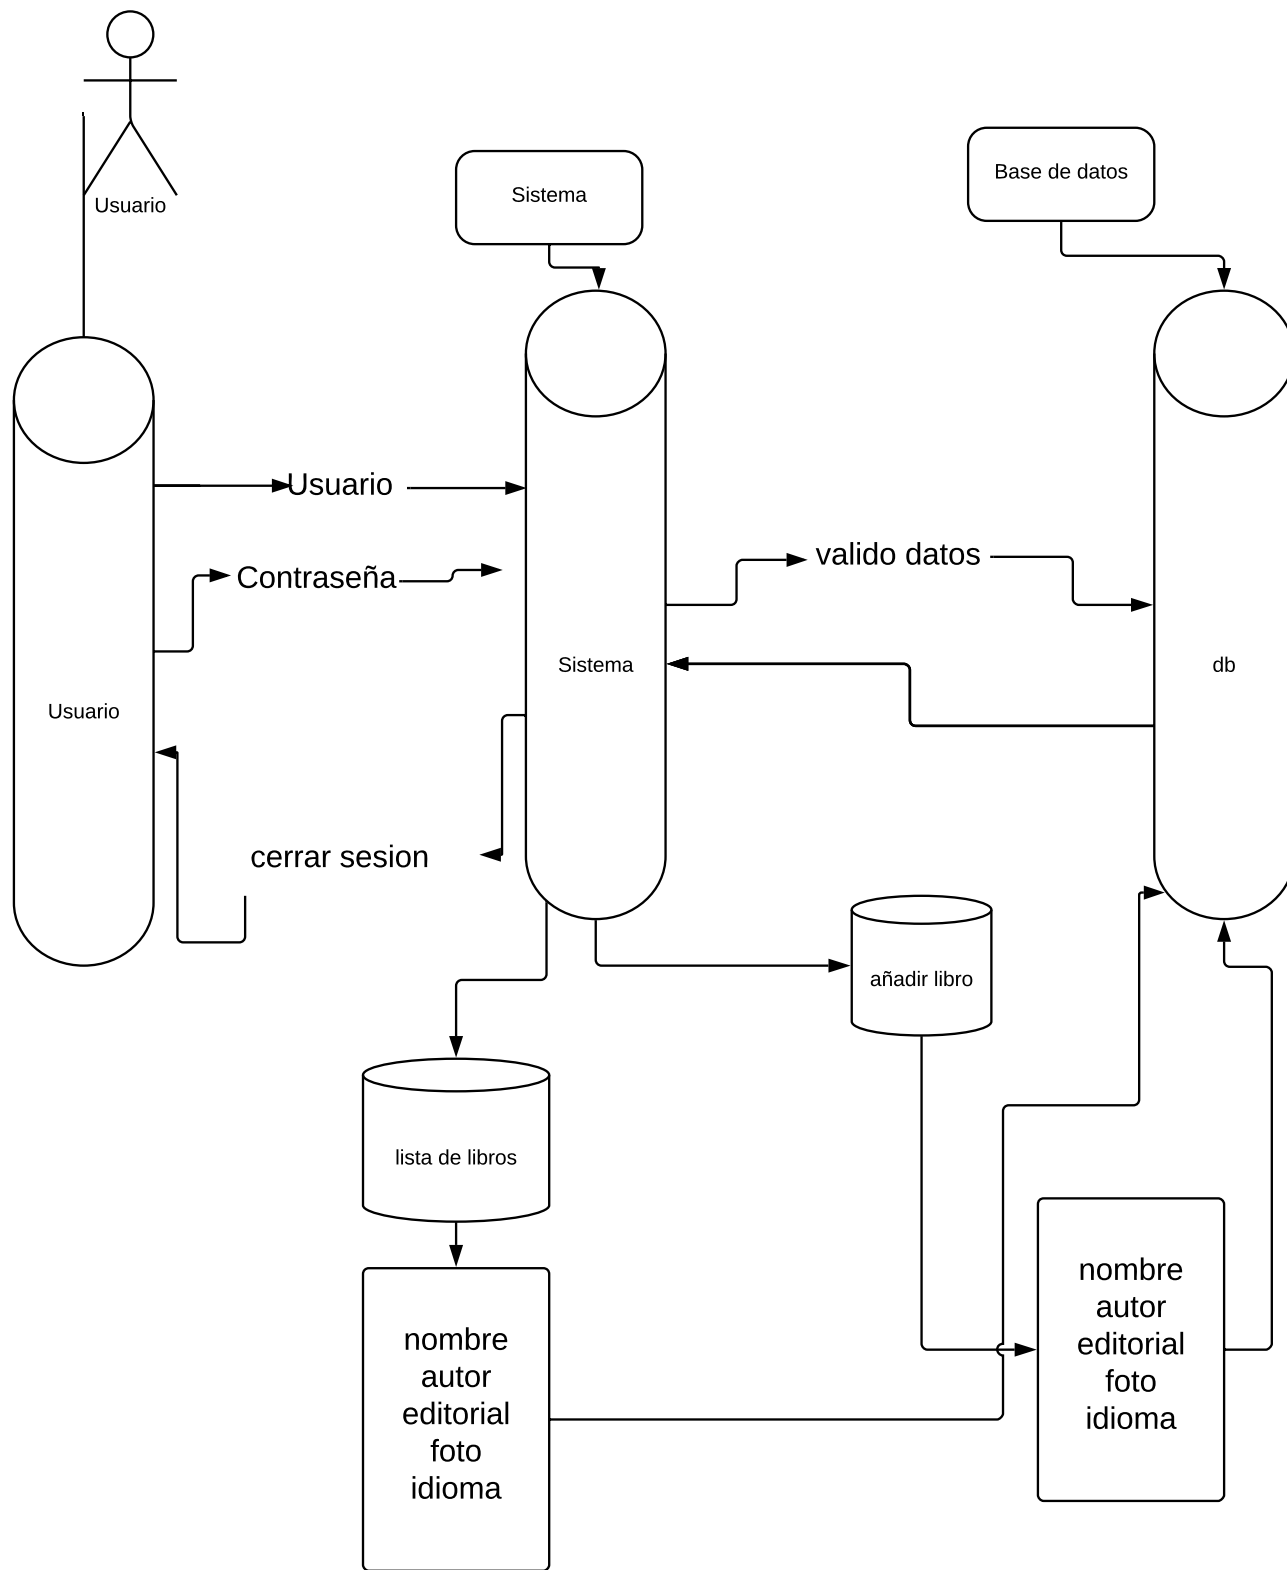 Usuario
Sistema
Base de datos
Usuario
Contraseña
valido datos
Usuario
Sistema
db
cerrar sesion
añadir libro
lista de libros
nombre
autor
editorial
foto
idioma
nombre
autor
editorial
foto
idioma